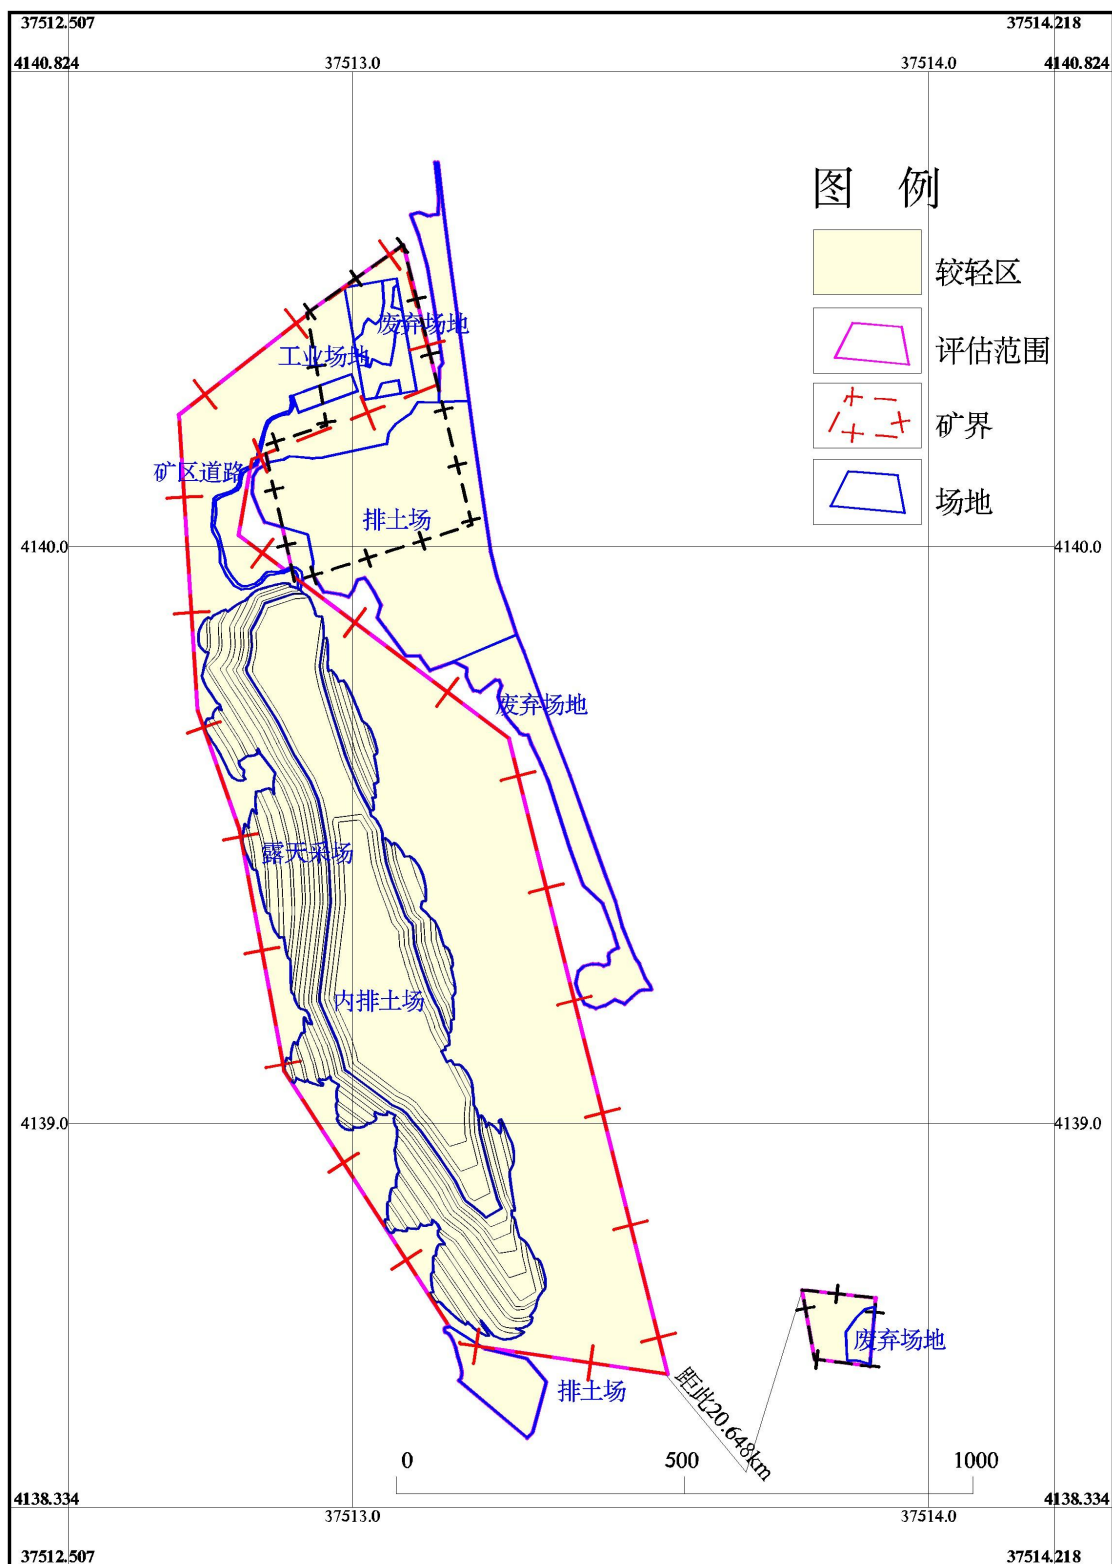 37512.507 37514.218
4140.824 37513.0 37514.0 4140.824
图 例
较轻区
评估范围
矿界
场地
废弃场地
工业场地
矿区道路
排土场
4140.0 4140.0
废弃场地
露天采场
内排土场
4139.0 4139.0
废弃场地
排土场
距此20.648km
0 500 1000
4138.334 37513.0 37514.0 4138.334
37512.507 37514.218